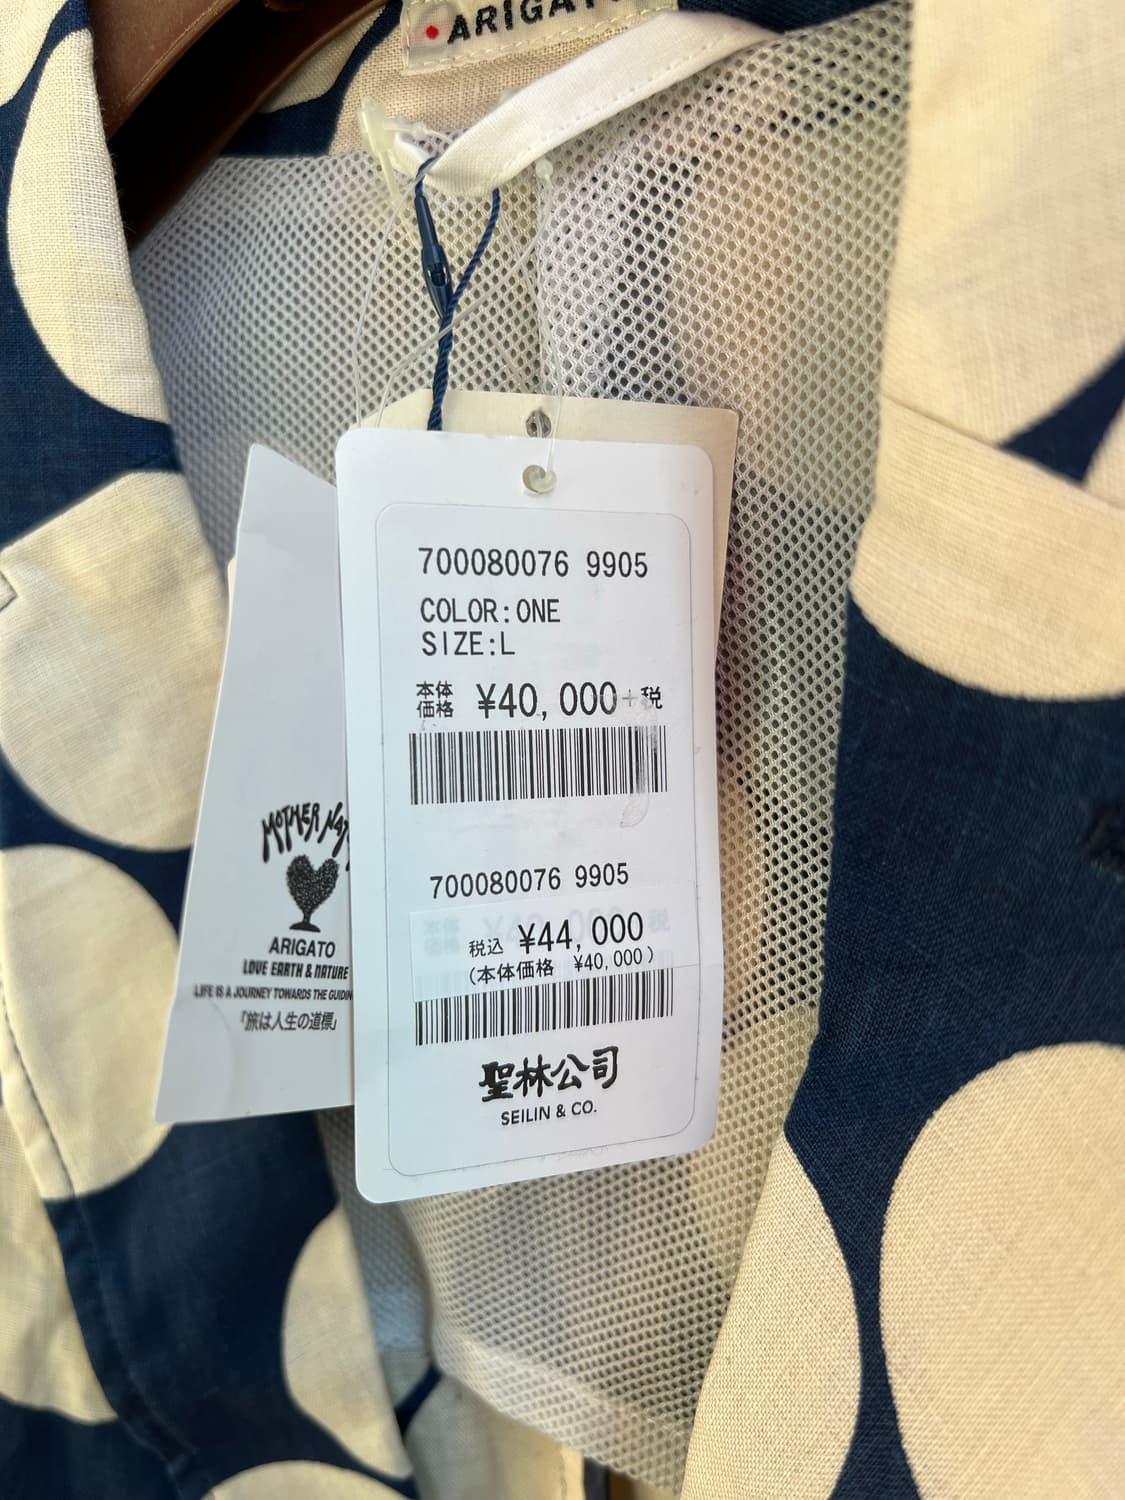 ARIGATO
700080076 9905
COLOR:ONE
SIZE:L
本体価格 ¥40,000+税
700080076 9905
税込 ¥44,000
(本体価格 ¥40,000)
聖林公司
SEILIN & CO.
MOTHER
ARIGATO
LOVE EARTH & NATURE
LIFE IS A JOURNEY TOWARDS THE
「旅は人生の道標」